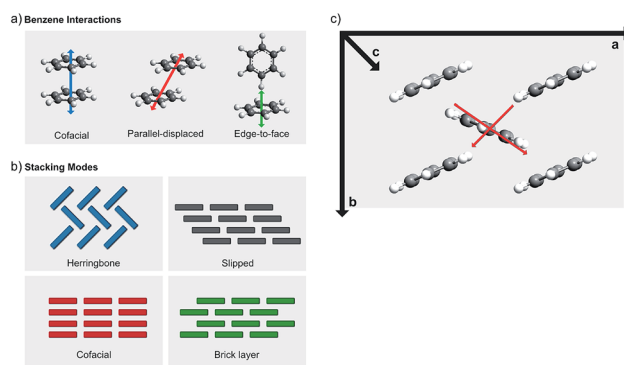 a) Benzene Interactions
Cofacial
Parallel-displaced
Edge-to-face
b) Stacking Modes
Herringbone
Slipped
Cofacial
Brick layer
c)
a
c
b